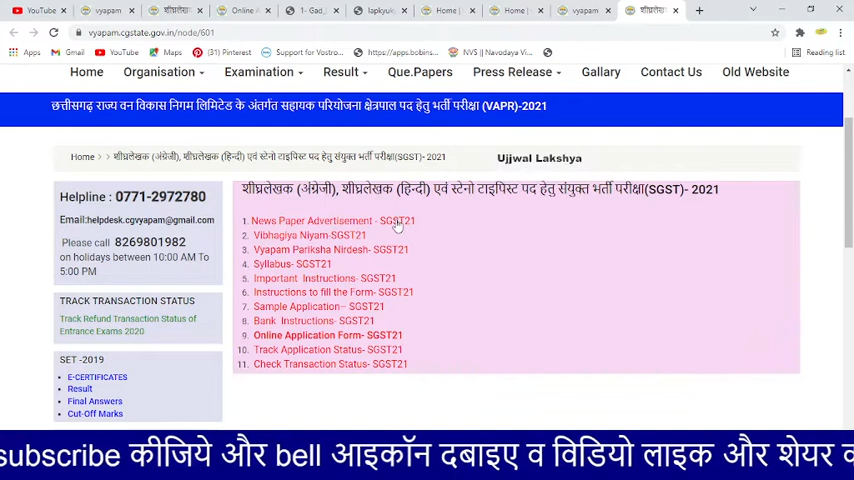 YouTube
vyapam
शीघ्रलेख
Online A
1- Gad_
lapkyuk
Home |
Home |
vyapam
शीघ्रलेख
vyapam.cgstate.gov.in/node/601
Apps
Gmail
YouTube
Maps
(31) Pinterest
Support for Vostro...
https://apps.bobins...
NVS || Navodaya Vi...
Reading list
Home Organisation Examination Result Que.Papers Press Release Gallary Contact Us Old Website
छत्तीसगढ़ राज्य वन विकास निगम लिमिटेड के अंतर्गत सहायक परियोजना क्षेत्रपाल पद हेतु भर्ती परीक्षा (VAPR)-2021
Home > > शीघ्रलेखक (अंग्रेजी), शीघ्रलेखक (हिन्दी) एवं स्टेनो टाइपिस्ट पद हेतु संयुक्त भर्ती परीक्षा(SGST)- 2021
Ujjwal Lakshya
Helpline : 0771-2972780
Email:helpdesk.cgvyapam@gmail.com
Please call 8269801982
on holidays between 10:00 AM To
5:00 PM
TRACK TRANSACTION STATUS
Track Refund Transaction Status of
Entrance Exams 2020
SET -2019
E-CERTIFICATES
Result
Final Answers
Cut-Off Marks
शीघ्रलेखक (अंग्रेजी), शीघ्रलेखक (हिन्दी) एवं स्टेनो टाइपिस्ट पद हेतु संयुक्त भर्ती परीक्षा(SGST)- 2021
1. News Paper Advertisement - SGST21
2. Vibhagiya Niyam-SGST21
3. Vyapam Pariksha Nirdesh- SGST21
4. Syllabus- SGST21
5. Important Instructions- SGST21
6. Instructions to fill the Form- SGST21
7. Sample Application-- SGST21
8. Bank Instructions- SGST21
9. Online Application Form- SGST21
10. Track Application Status- SGST21
11. Check Transaction Status- SGST21
subscribe कीजिये और bell आइकॉन दबाइए व विडियो लाइक और शेयर क